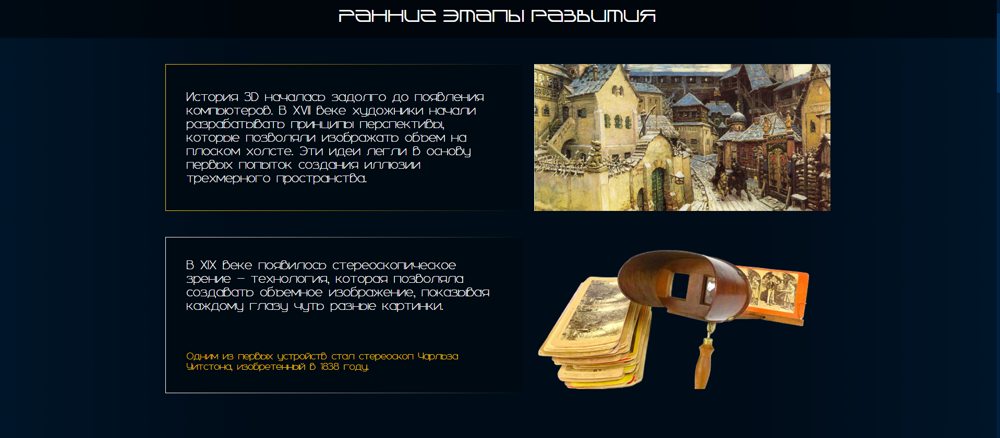 Ранние этапы развития
История 3D началась задолго до появления
компьютеров. В XVII веке художники начали
разрабатывать принципы перспективы,
которые позволяли изображать объем на
плоском холсте. Эти идеи легли в основу
первых попыток создания иллюзии
трехмерного пространства.
В XIX веке появилось стереоскопическое
зрение – технология, которая позволяла
создавать объемное изображение, показывая
каждому глазу чуть разные картинки.
Одним из первых устройств стал стереоскоп Чарльза
Уитстона, изобретенный в 1838 году.